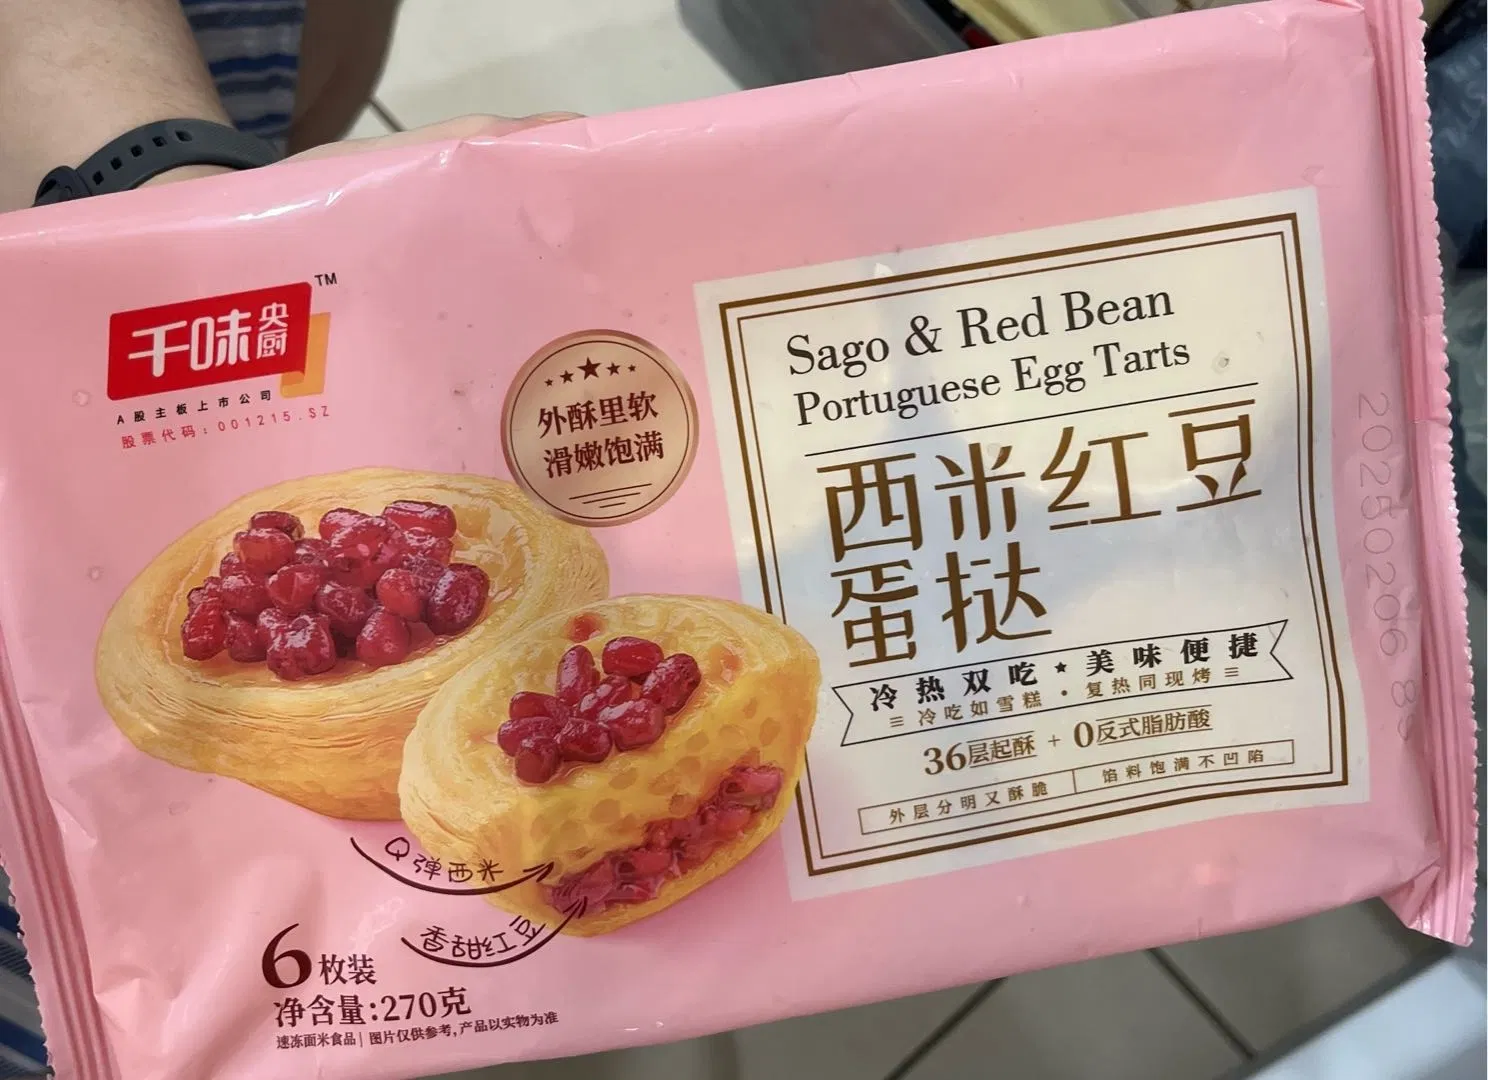 千味央厨
TM
A股主板上市公司
股票代码:001215.SZ
外酥里软
滑嫩饱满
Sago & Red Bean
Portuguese Egg Tarts
西米红豆
蛋挞
冷热双吃★美味便捷
冷吃如雪糕·复热同现烤
36层起酥+0反式脂肪酸
外层分明又酥脆 馅料饱满不凹陷
Q弹西米
香甜红豆
6枚装
净含量:270克
速冻面米食品|图片仅供参考,产品以实物为准
20250206